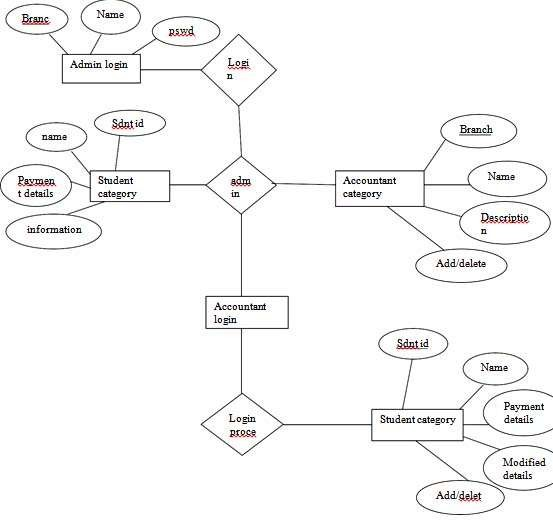 Branc
Name
pswd
Admin login
Logi
n
Sdnt id
name
Paymen
t details
Student
category
information
adm
in
Accountant
category
Branch
Name
Descriptio
n
Add/delete
Accountant
login
Sdnt id
Name
Payment
details
Login
proce
Student category
Modified
details
Add/delet